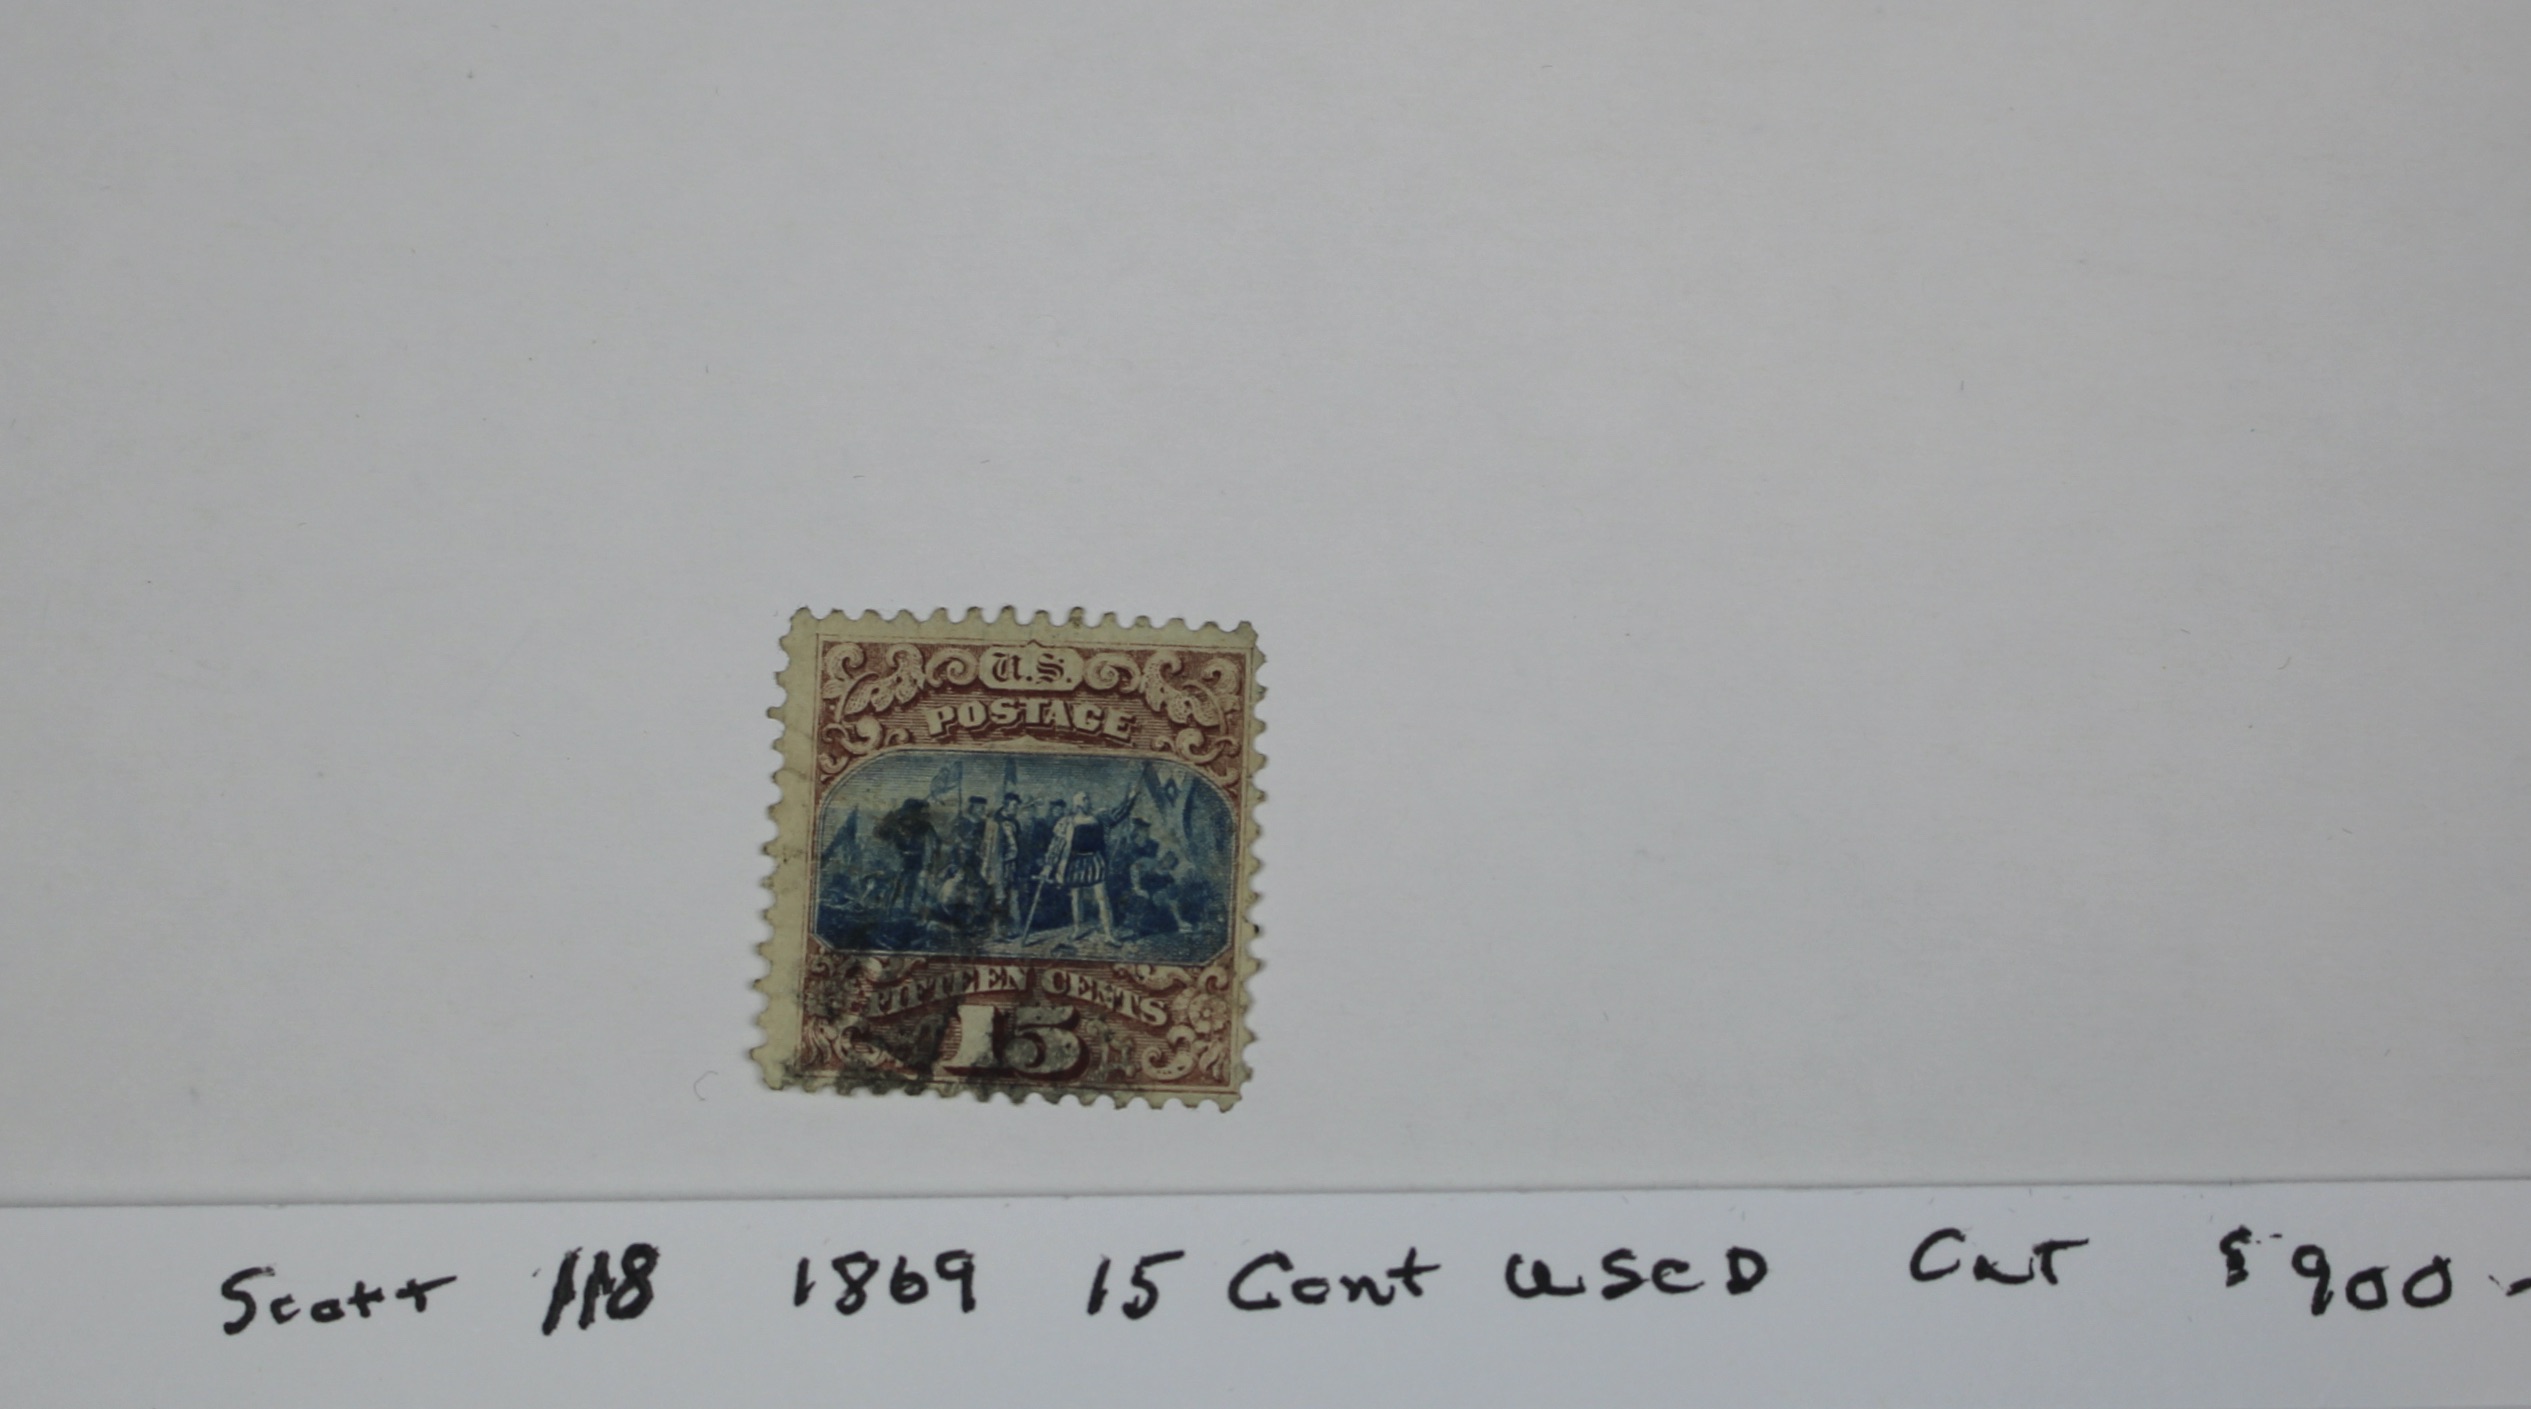 U.S.
POSTAGE
FIFTEEN CENTS
15
Scott 118 1869 15 Cent USED CAT $900-